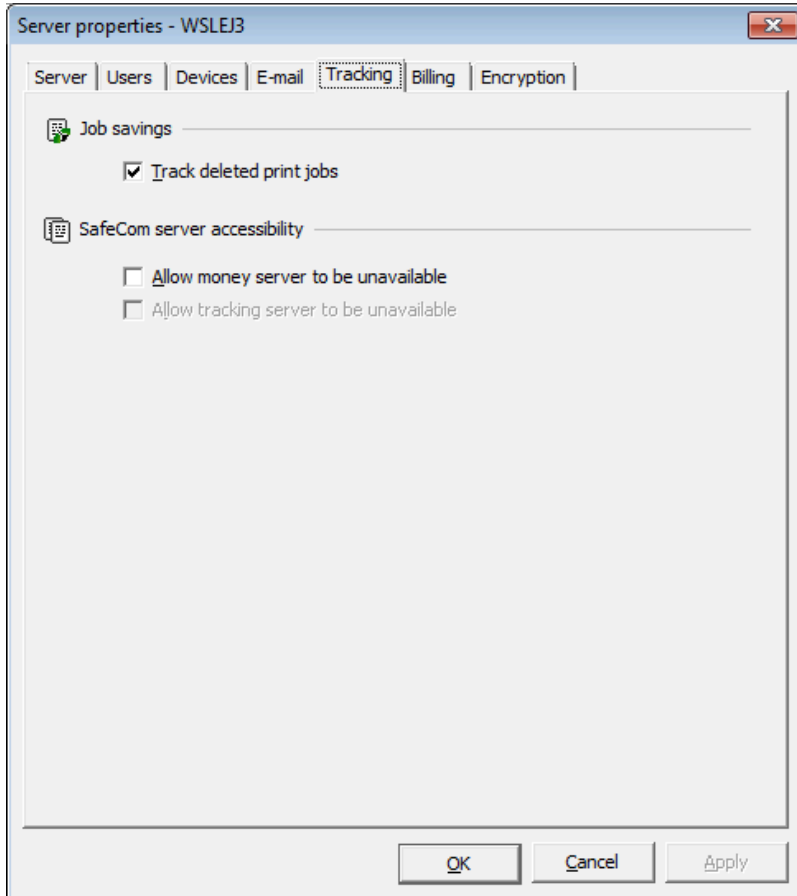 Server properties - WSLEJ3
Server Users Devices E-mail Tracking Billing Encryption
Job savings
Track deleted print jobs
SafeCom server accessibility
Allow money server to be unavailable
Allow tracking server to be unavailable
OK Cancel Apply